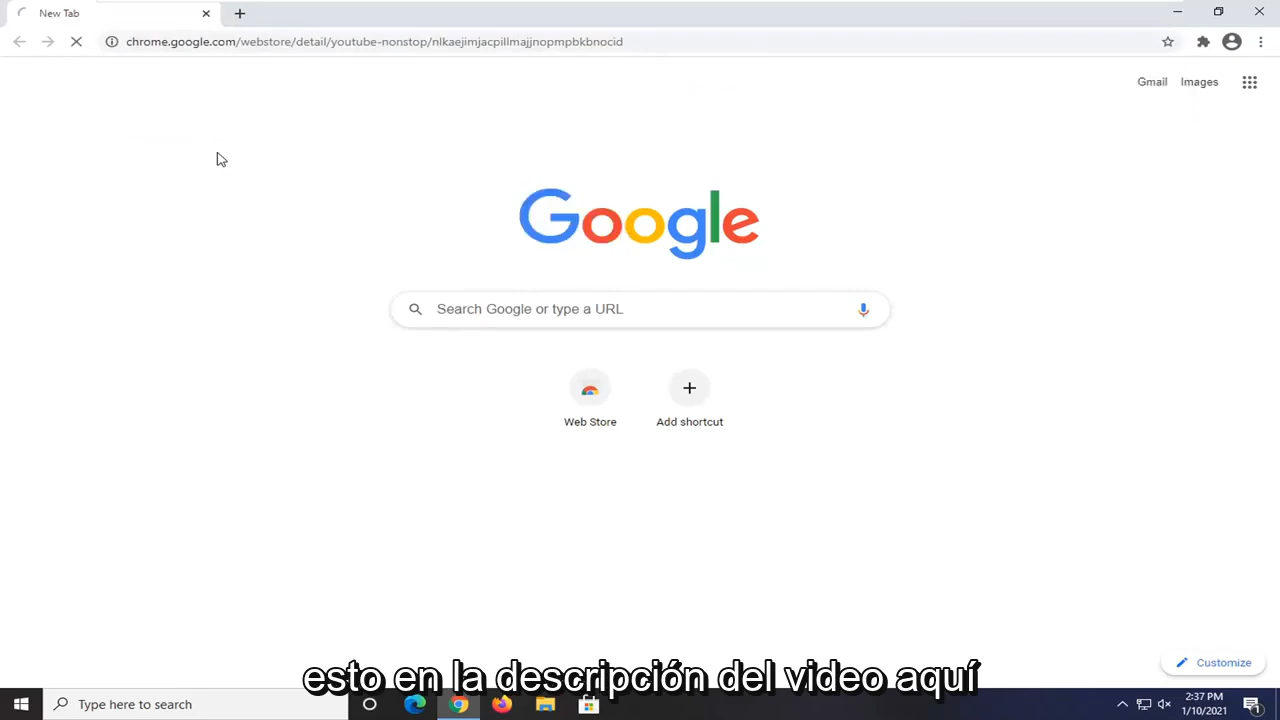 New Tab
chrome.google.com/webstore/detail/youtube-nonstop/nlkaejimjacpillmajjnopmpbkbnocid
Gmail Images
Google
Search Google or type a URL
Web Store
Add shortcut
Customize
esto en la descripción del video aquí
Type here to search
2:37 PM
1/10/2021
1